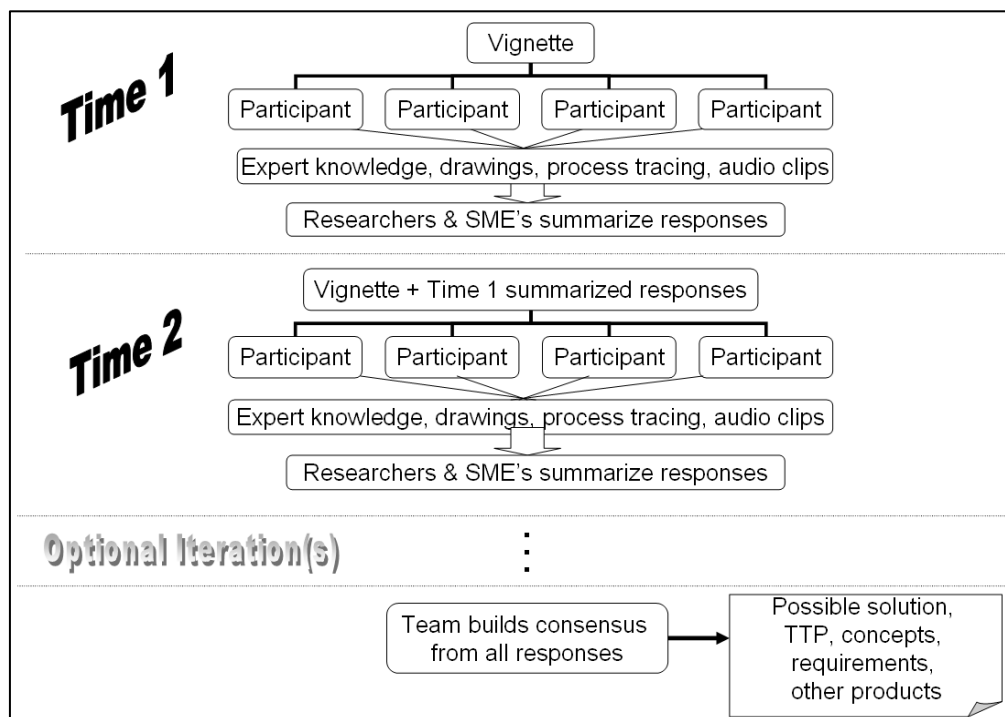 Time 1
Vignette
Participant Participant Participant Participant
Expert knowledge, drawings, process tracing, audio clips
Researchers & SME's summarize responses
Time 2
Vignette + Time 1 summarized responses
Participant Participant Participant Participant
Expert knowledge, drawings, process tracing, audio clips
Researchers & SME's summarize responses
Optional Iteration(s)
Team builds consensus
from all responses
Possible solution,
TTP, concepts,
requirements,
other products